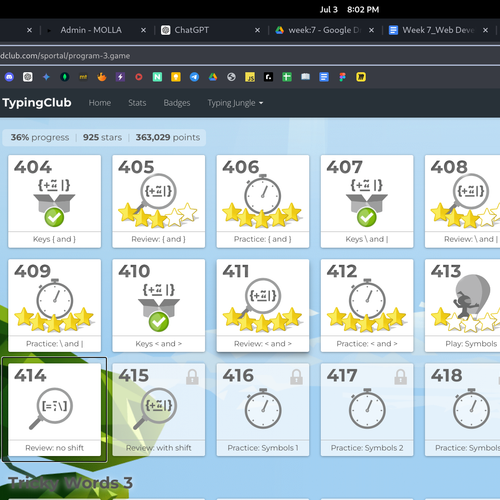 Jul 3 8:02 PM
Admin - MOLLA × ChatGPT × week:7 - Google D × Week 7_Web Deve ×
dclub.com/sportal/program-3.game
TypingClub Home Stats Badges Typing Jungle
36% progress | 925 stars | 363,029 points
404 405 406 407 408
Keys { and } Review: { and } Practice: { and } Keys \ and | Review: \ and |
409 410 411 412 413
Practice: \ and | Keys < and > Review: < and > Practice: < and > Play: Symbols
414 415 416 417 418
[=;\] {+~|}
Review: no shift Review: with shift Practice: Symbols 1 Practice: Symbols 2 Practice: Symbols
Tricky Words 3